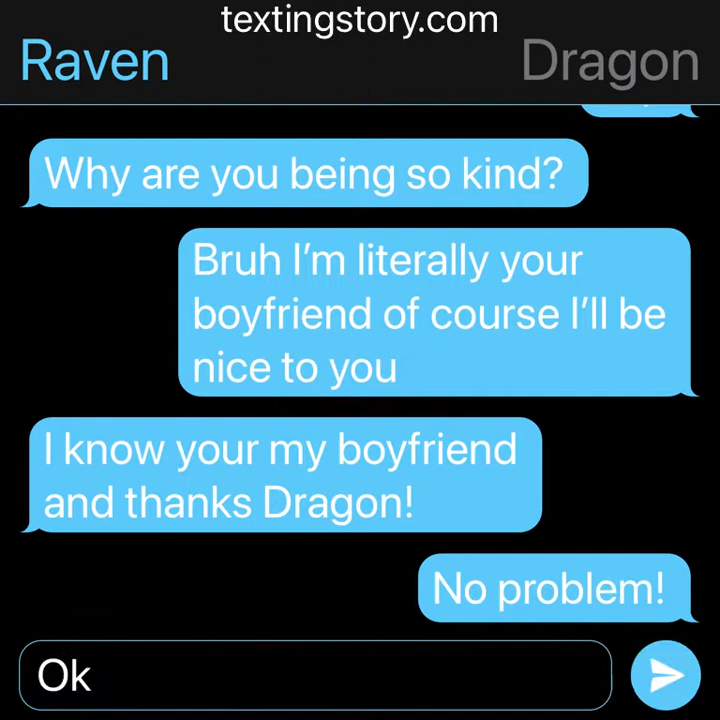 textingstory.com
Raven
Dragon
Why are you being so kind?
Bruh I'm literally your
boyfriend of course I'll be
nice to you
I know your my boyfriend
and thanks Dragon!
No problem!
Ok